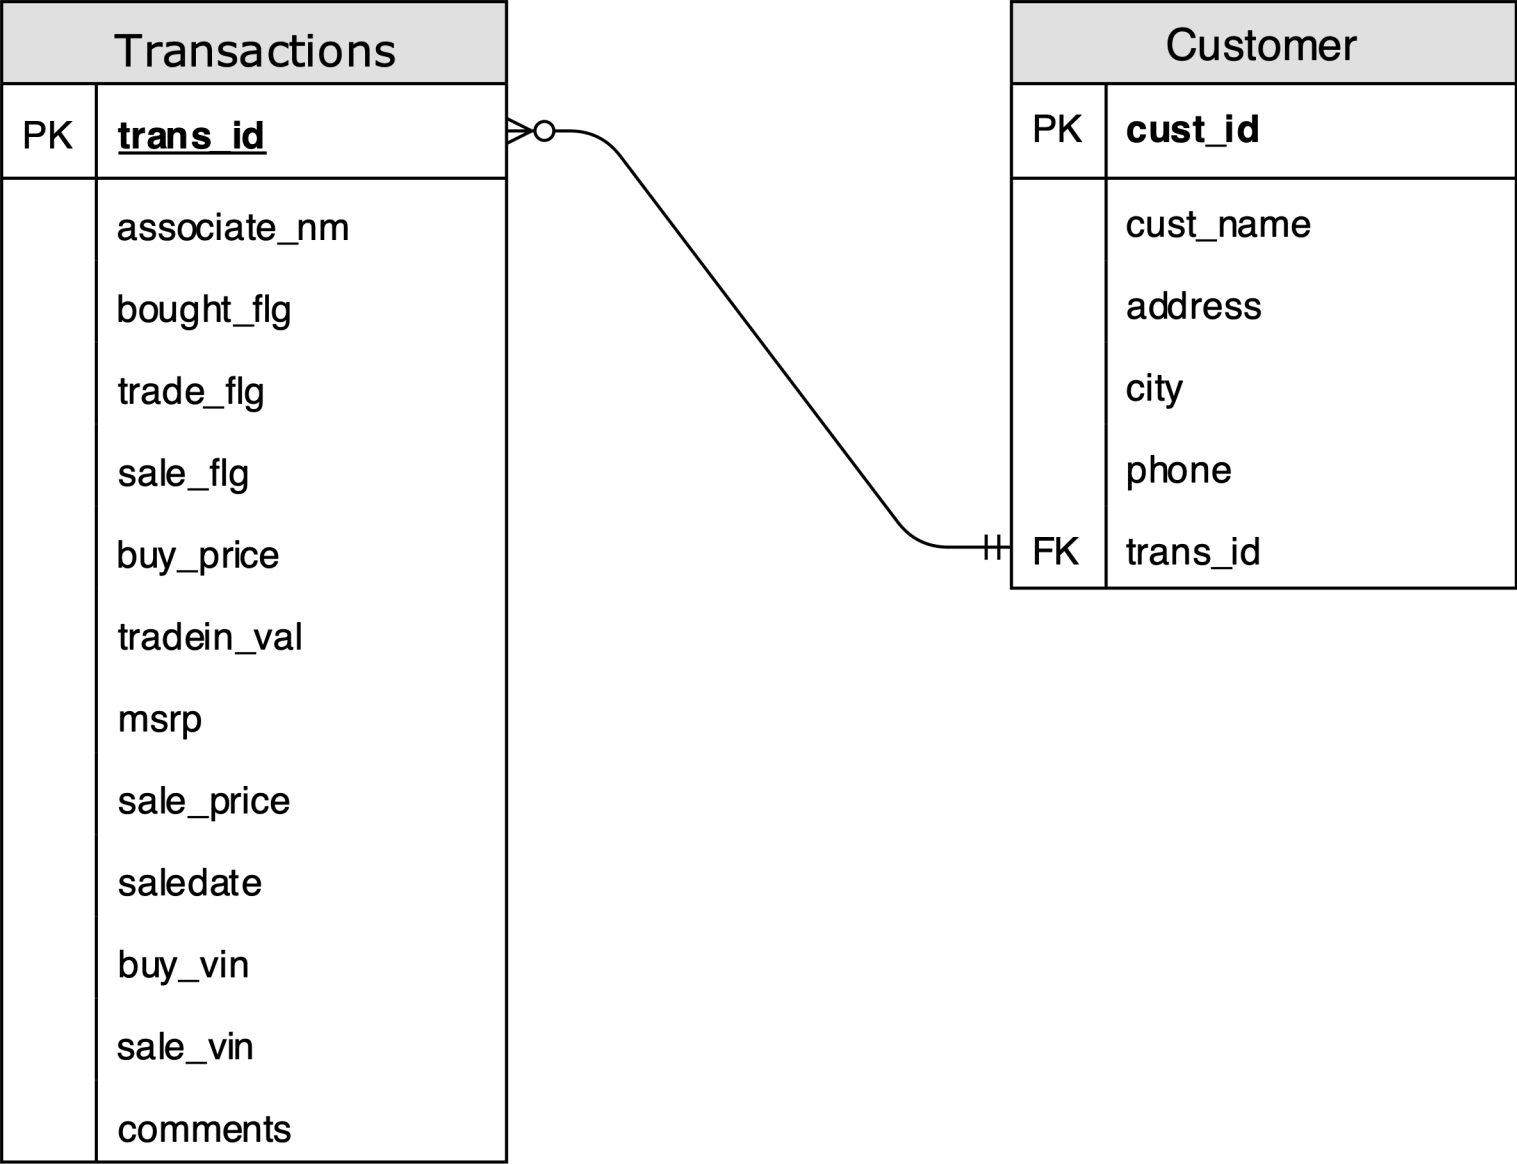 Transactions
PK trans_id
associate_nm
bought_flg
trade_flg
sale_flg
buy_price
tradein_val
msrp
sale_price
saledate
buy_vin
sale_vin
comments
Customer
PK cust_id
cust_name
address
city
phone
FK trans_id